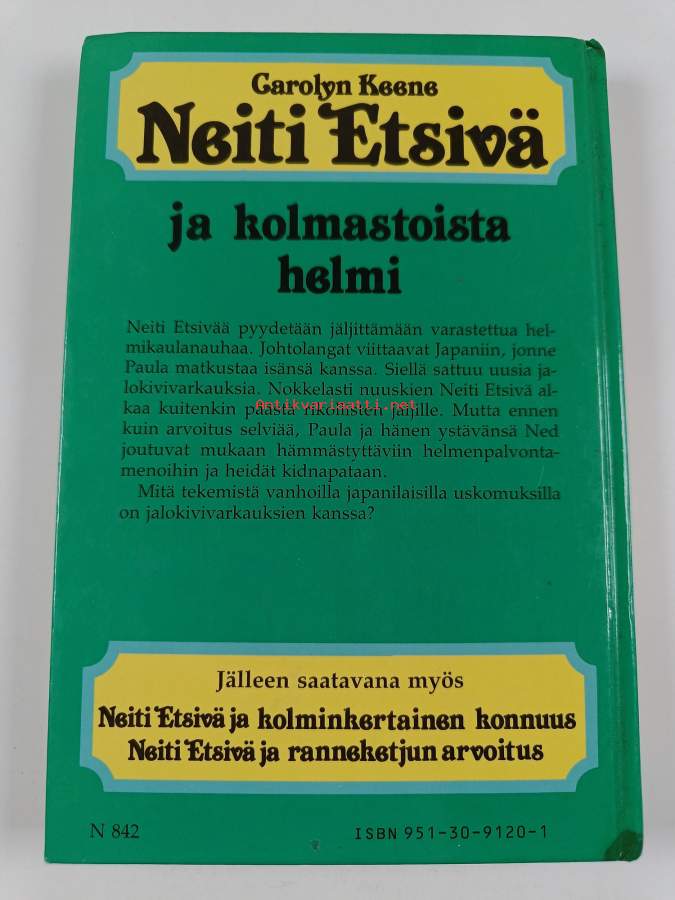 Carolyn Keene
Neiti Etsivä
ja kolmastoista
helmi
Neiti Etsivää pyydetään jäljittämään varastettua hel-
mikaulanauhaa. Johtolangat viittaavat Japaniin, jonne
Paula matkustaa isänsä kanssa. Siellä sattuu uusia ja-
lokivivarkauksia. Nokkelasti nuuskien Neiti Etsivä al-
kaa kuitenkin päästä rikollisten jäljille. Mutta ennen
Antikvariaatti.net
kuin arvoitus selviää, Paula ja hänen ystävänsä Ned
joutuvat mukaan hämmästyttäviin helmenpalvonta-
menoihin ja heidät kidnapataan.
Mitä tekemistä vanhoilla japanilaisilla uskomuksilla
on jalokivivarkauksien kanssa?
Jälleen saatavana myös
Neiti Etsivä ja kolminkertainen konnuus
Neiti Etsivä ja ranneketjun arvoitus
N 842
ISBN 951-30-9120-1